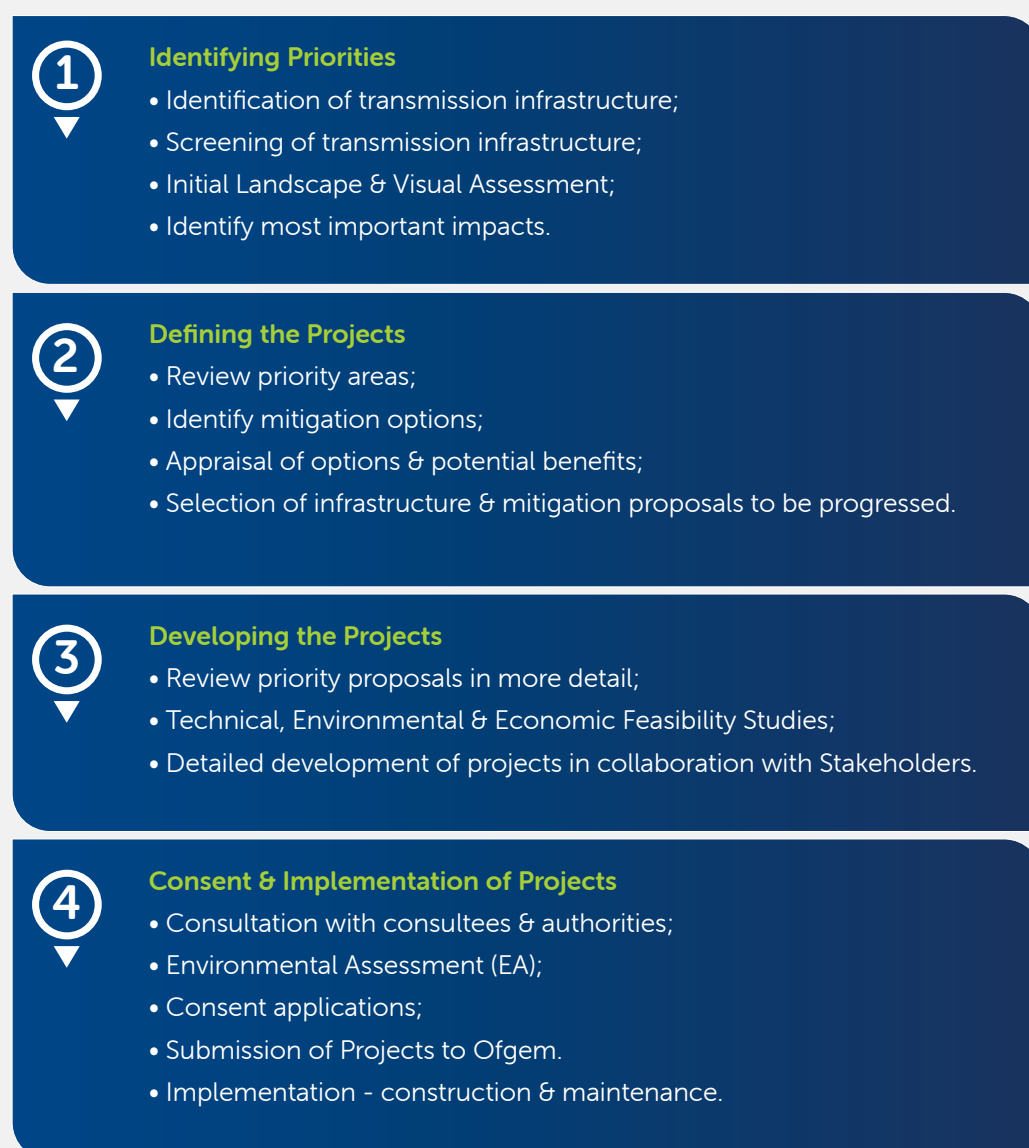 1
Identifying Priorities
• Identification of transmission infrastructure;
• Screening of transmission infrastructure;
• Initial Landscape & Visual Assessment;
• Identify most important impacts.
2
Defining the Projects
• Review priority areas;
• Identify mitigation options;
• Appraisal of options & potential benefits;
• Selection of infrastructure & mitigation proposals to be progressed.
3
Developing the Projects
• Review priority proposals in more detail;
• Technical, Environmental & Economic Feasibility Studies;
• Detailed development of projects in collaboration with Stakeholders.
4
Consent & Implementation of Projects
• Consultation with consultees & authorities;
• Environmental Assessment (EA);
• Consent applications;
• Submission of Projects to Ofgem.
• Implementation - construction & maintenance.